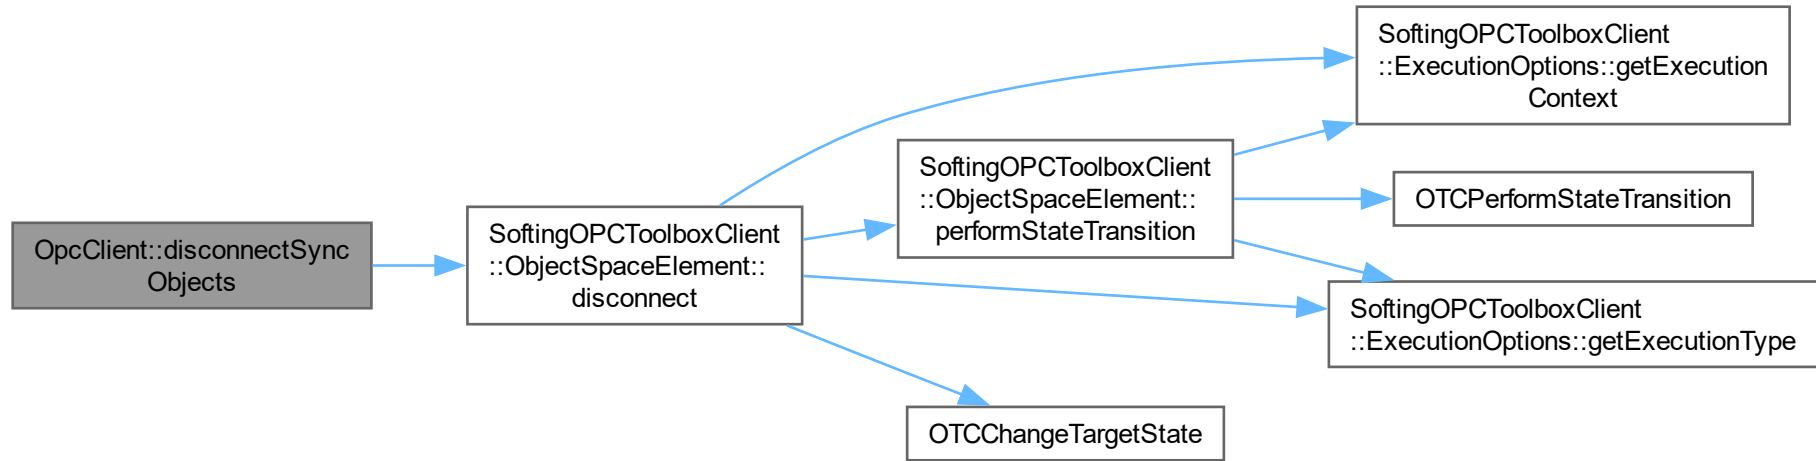 OpcClient::disconnectSync
Objects
SoftingOPCToolboxClient
::ObjectSpaceElement::
disconnect
SoftingOPCToolboxClient
::ObjectSpaceElement::
performStateTransition
OTCChangeTargetState
SoftingOPCToolboxClient
::ExecutionOptions::getExecution
Context
OTCPerformStateTransition
SoftingOPCToolboxClient
::ExecutionOptions::getExecutionType